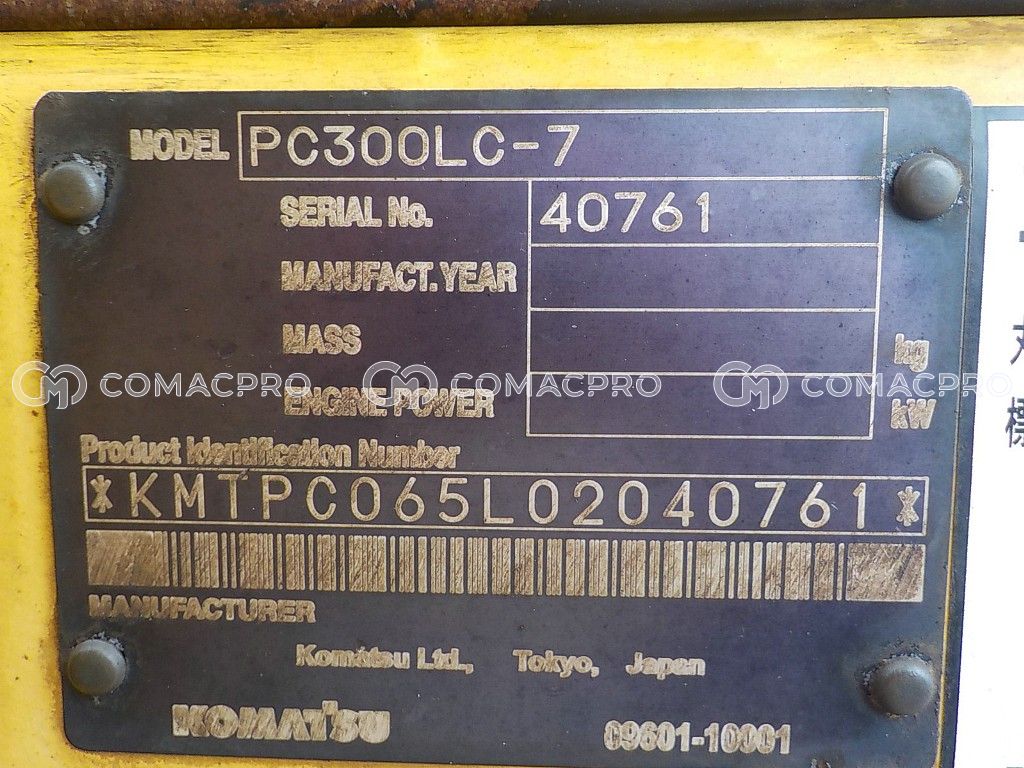 MODEL PC300LC-7
SERIAL No. 40761
MANUFACT.YEAR
MASS kg
COMACPRO COMACPRO COMACPRO
ENGINE POWER kW
Product Identification Number
*KMTPC065L02040761*
MANUFACTURER
Komatsu Ltd., Tokyo, Japan
KOMATSU 09601-10001